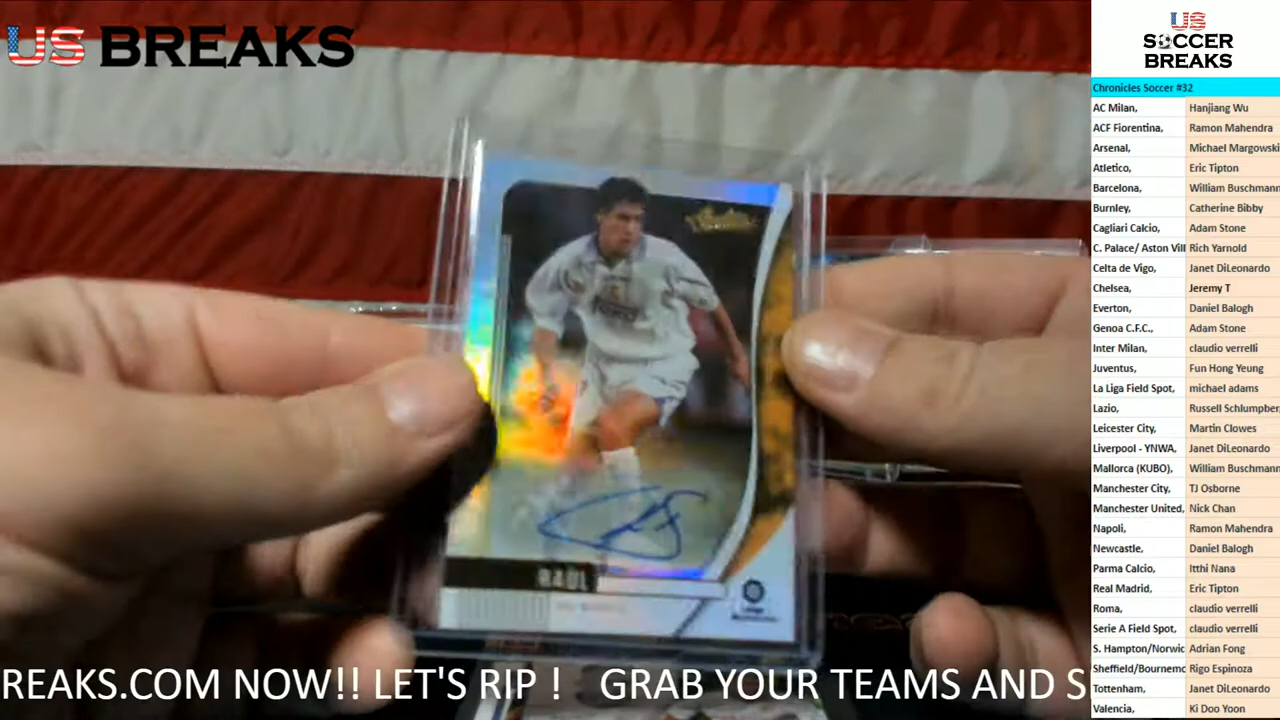 US BREAKS
US
SOCCER
BREAKS
Chronicles Soccer #32
AC Milan, Hanjiang Wu
ACF Fiorentina, Ramon Mahendra
Arsenal, Michael Margowski
Atletico, Eric Tipton
Barcelona, William Buschmann
Burnley, Catherine Bibby
Cagliari Calcio, Adam Stone
C. Palace/ Aston Vill Rich Yarnold
Celta de Vigo, Janet DiLeonardo
Chelsea, Jeremy T
Everton, Daniel Balogh
Genoa C.F.C., Adam Stone
Inter Milan, claudio verrelli
Juventus, Fun Hong Yeung
La Liga Field Spot, michael adams
Lazio, Russell Schlumper
Leicester City, Martin Clowes
Liverpool - YNWA, Janet DiLeonardo
Mallorca (KUBO), William Buschmann
Manchester City, TJ Osborne
Manchester United, Nick Chan
Napoli, Ramon Mahendra
Newcastle, Daniel Balogh
Parma Calcio, Itthi Nana
Real Madrid, Eric Tipton
Roma, claudio verrelli
Serie A Field Spot, claudio verrelli
S. Hampton/Norwic Adrian Fong
Sheffield/Bournemo Rigo Espinoza
Tottenham, Janet DiLeonardo
Valencia, Ki Doo Yoon
RAUL
REAKS.COM NOW!! LET'S RIP ! GRAB YOUR TEAMS AND S